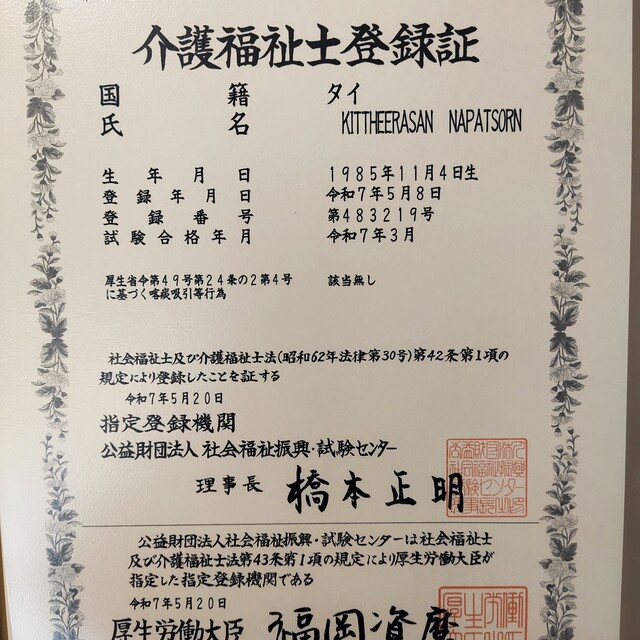 介護福祉士登録証
国籍 タイ
氏名 KITTHEERASAN NAPATSORN
生年月日 1985年11月4日生
登録年月日 令和7年5月8日
登録番号 第483219号
試験合格年月 令和7年3月
厚生省令第49号第24条の2第4号 該当無し
に基づく喀痰吸引等行為
社会福祉士及び介護福祉士法(昭和62年法律第30号)第42条第1項の
規定により登録したことを証する
令和7年5月20日
指定登録機関
公益財団法人 社会福祉振興・試験センター
理事長 橋本正明
公益財団法人社会福祉振興・試験センターは社会福祉士
及び介護福祉士法第43条第1項の規定により厚生労働大臣が
指定した指定登録機関である
令和7年5月20日
厚生労働大臣 福岡資麿